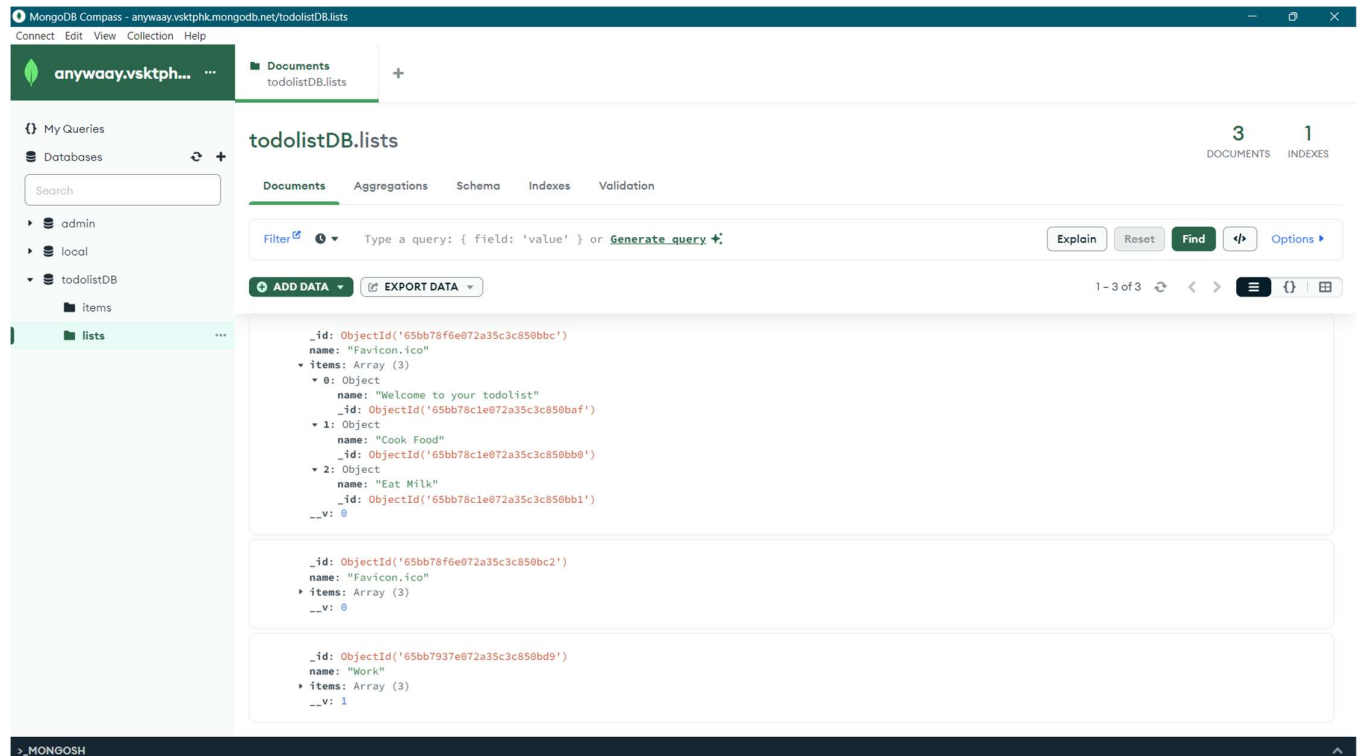 MongoDB Compass - anywaay.vsktphk.mongodb.net/todolistDB.lists
Connect Edit View Collection Help
anywaay.vsktph... ...
Documents
todolistDB.lists
+
{} My Queries
Databases
Search
admin
local
todolistDB
items
lists ...
todolistDB.lists
3
DOCUMENTS
1
INDEXES
Documents Aggregations Schema Indexes Validation
Filter Type a query: { field: 'value' } or Generate query Explain Reset Find </> Options
ADD DATA EXPORT DATA 1 – 3 of 3 {}
_id: ObjectId('65bb78f6e072a35c3c850bbc')
name: "Favicon.ico"
items: Array (3)
0: Object
name: "Welcome to your todolist"
_id: ObjectId('65bb78c1e072a35c3c850baf')
1: Object
name: "Cook Food"
_id: ObjectId('65bb78c1e072a35c3c850bb0')
2: Object
name: "Eat Milk"
_id: ObjectId('65bb78c1e072a35c3c850bb1')
__v: 0
_id: ObjectId('65bb78f6e072a35c3c850bc2')
name: "Favicon.ico"
items: Array (3)
__v: 0
_id: ObjectId('65bb7937e072a35c3c850bd9')
name: "Work"
items: Array (3)
__v: 1
>_MONGOSH